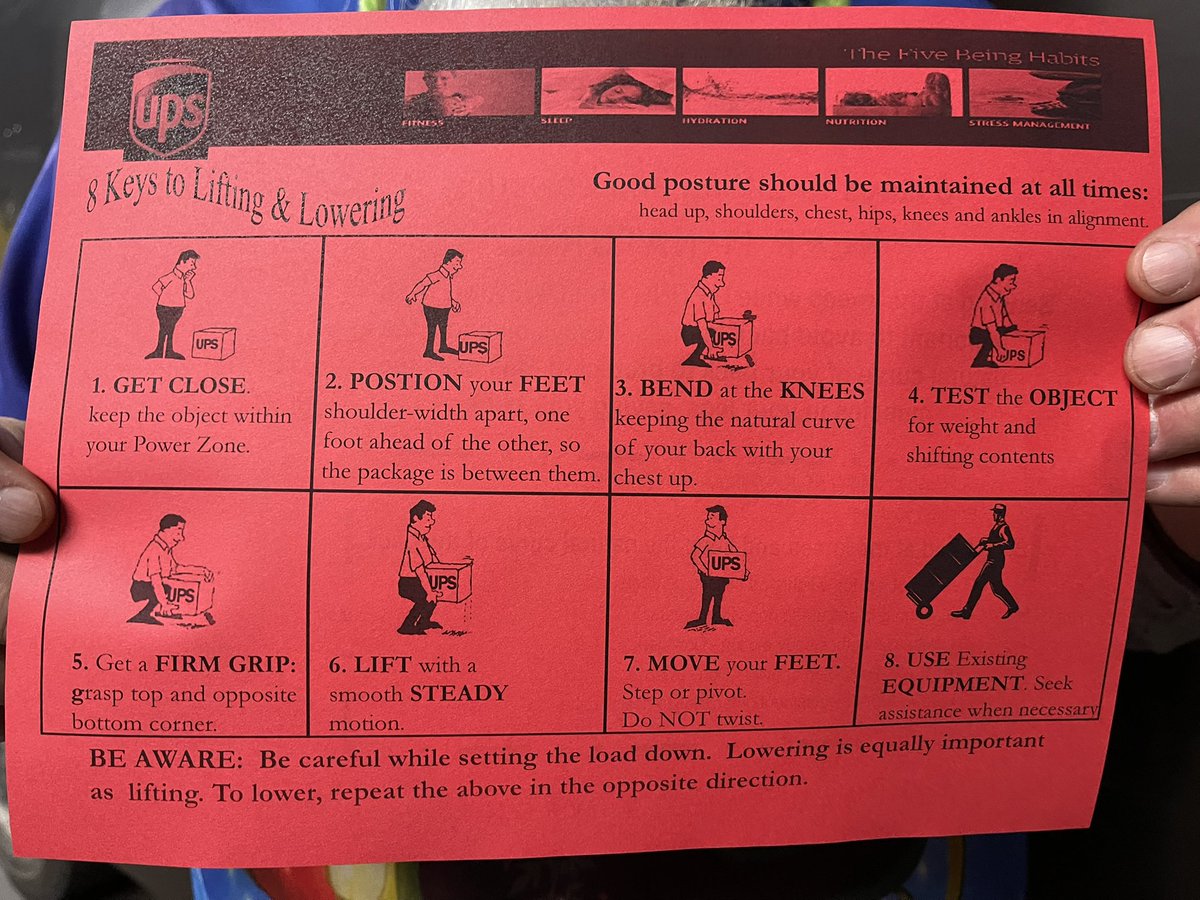 ups
The Five Being Habits
FITNESS
SLEEP
HYDRATION
NUTRITION
STRESS MANAGEMENT
8 Keys to Lifting & Lowering
Good posture should be maintained at all times:
head up, shoulders, chest, hips, knees and ankles in alignment.
UPS
1. GET CLOSE.
keep the object within
your Power Zone.
UPS
2. POSTION your FEET
shoulder-width apart, one
foot ahead of the other, so
the package is between them.
UPS
3. BEND at the KNEES
keeping the natural curve
of your back with your
chest up.
UPS
4. TEST the OBJECT
for weight and
shifting contents
UPS
5. Get a FIRM GRIP:
grasp top and opposite
bottom corner.
UPS
6. LIFT with a
smooth STEADY
motion.
UPS
7. MOVE your FEET.
Step or pivot.
Do NOT twist.
8. USE Existing
EQUIPMENT. Seek
assistance when necessary
BE AWARE: Be careful while setting the load down. Lowering is equally important
as lifting. To lower, repeat the above in the opposite direction.